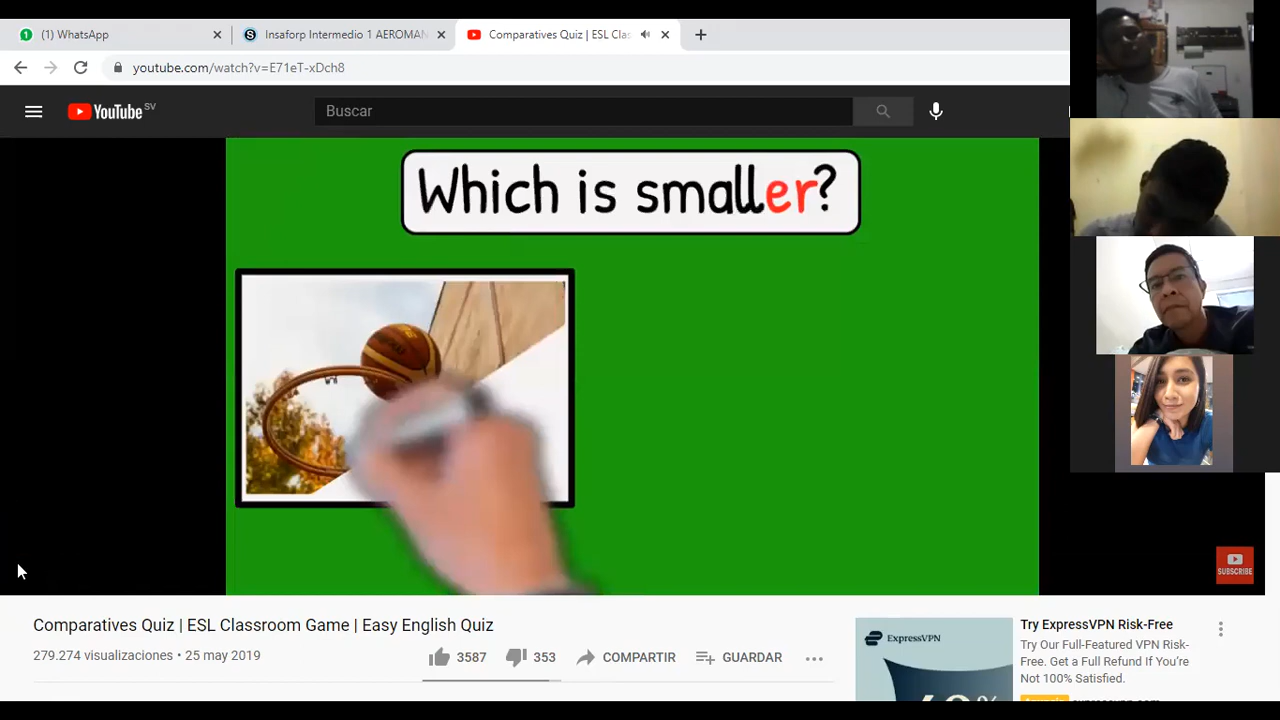 (1) WhatsApp
Insaforp Intermedio 1 AEROMAN
Comparatives Quiz | ESL Clas
youtube.com/watch?v=E71eT-xDch8
YouTube SV
Buscar
Which is smaller?
SUBSCRIBE
Comparatives Quiz | ESL Classroom Game | Easy English Quiz
279.274 visualizaciones • 25 may 2019
3587
353
COMPARTIR
GUARDAR
ExpressVPN
Try ExpressVPN Risk-Free
Try Our Full-Featured VPN Risk-
Free. Get a Full Refund If You're
Not 100% Satisfied.